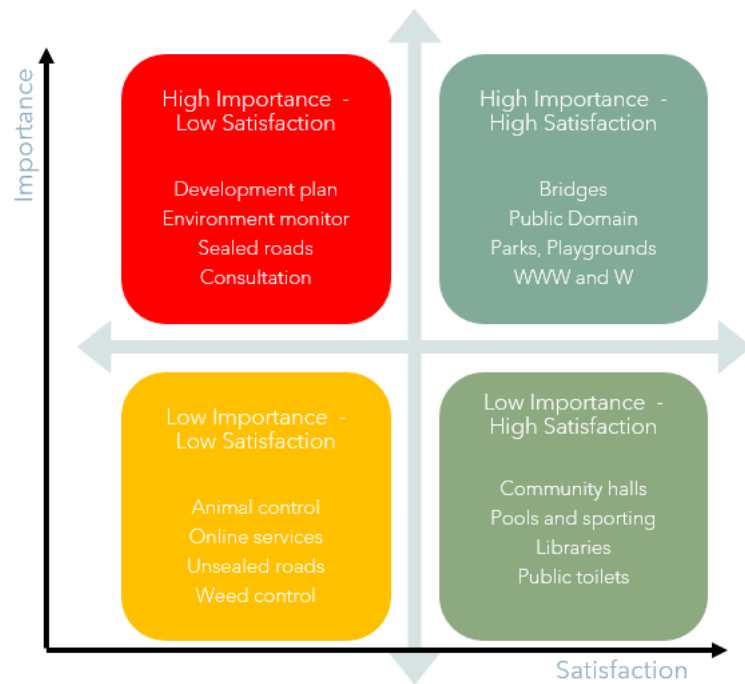 Importance
High Importance -
Low Satisfaction
Development plan
Environment monitor
Sealed roads
Consultation
High Importance -
High Satisfaction
Bridges
Public Domain
Parks, Playgrounds
WWW and W
Low Importance -
Low Satisfaction
Animal control
Online services
Unsealed roads
Weed control
Low Importance -
High Satisfaction
Community halls
Pools and sporting
Libraries
Public toilets
Satisfaction